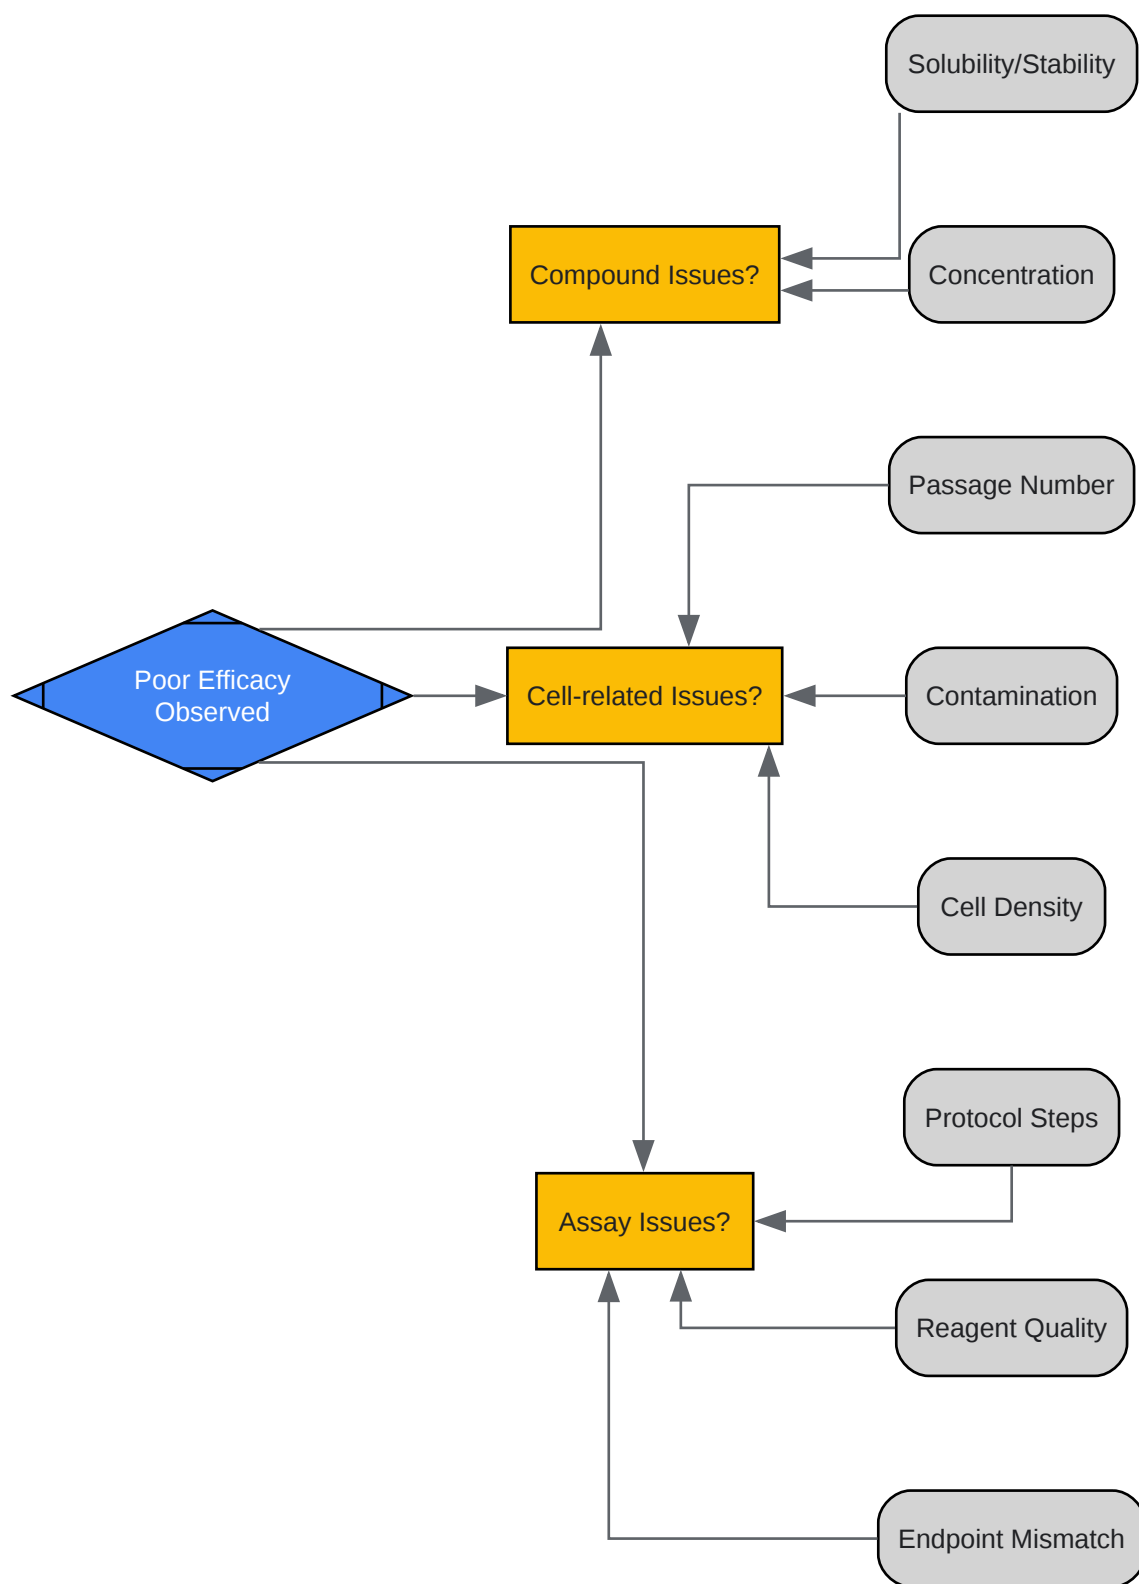 Solubility/Stability
Compound Issues?
Concentration
Passage Number
Poor Efficacy
Observed
Cell-related Issues?
Contamination
Cell Density
Protocol Steps
Assay Issues?
Reagent Quality
Endpoint Mismatch